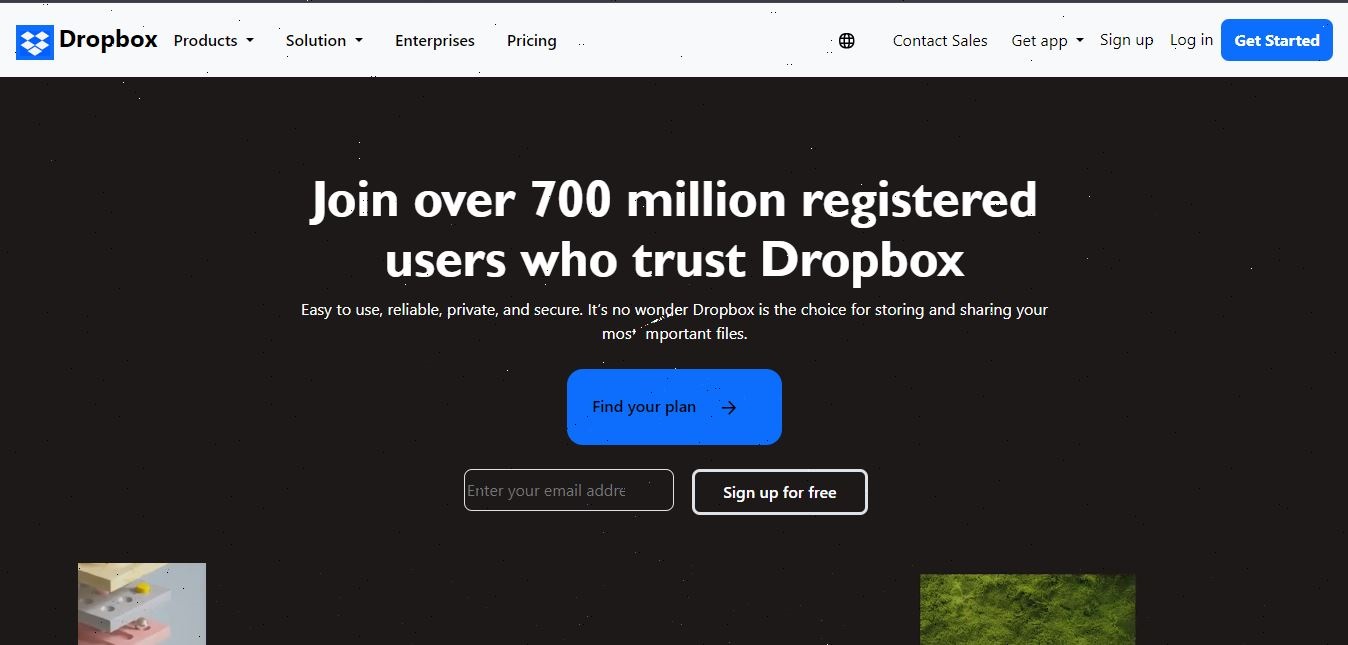 Dropbox Products Solution Enterprises Pricing Contact Sales Get app Sign up Log in Get Started
Join over 700 million registered
users who trust Dropbox
Easy to use, reliable, private, and secure. It’s no wonder Dropbox is the choice for storing and sharing your
most mportant files.
Find your plan →
Enter your email addre
Sign up for free